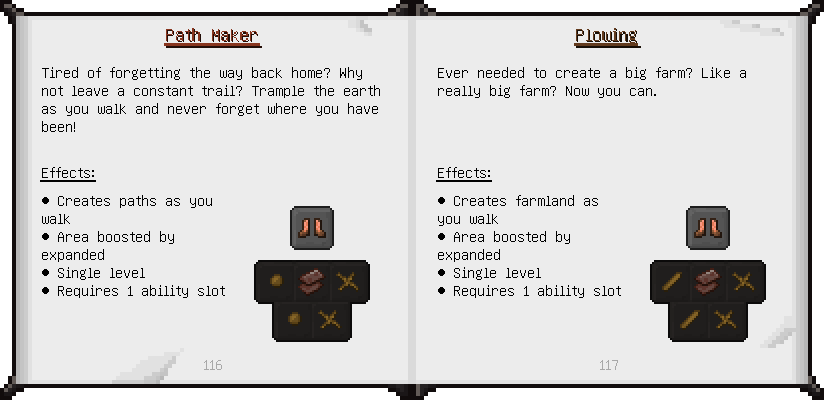 Path Maker
Tired of forgetting the way back home? Why
not leave a constant trail? Trample the earth
as you walk and never forget where you have
been!
Effects:
• Creates paths as you
walk
• Area boosted by
expanded
• Single level
• Requires 1 ability slot
116
Plowing
Ever needed to create a big farm? Like a
really big farm? Now you can.
Effects:
• Creates farmland as
you walk
• Area boosted by
expanded
• Single level
• Requires 1 ability slot
117